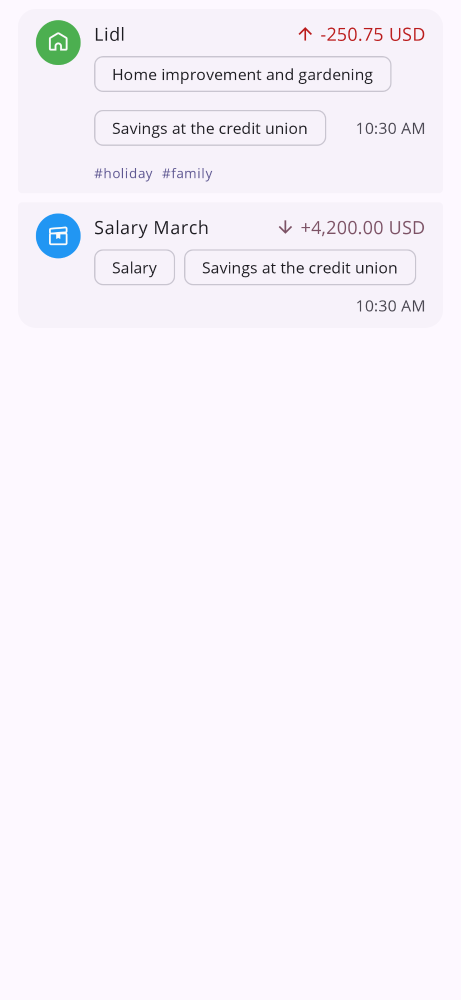 Lidl -250.75 USD
Home improvement and gardening
Savings at the credit union 10:30 AM
#holiday #family
Salary March +4,200.00 USD
Salary Savings at the credit union
10:30 AM